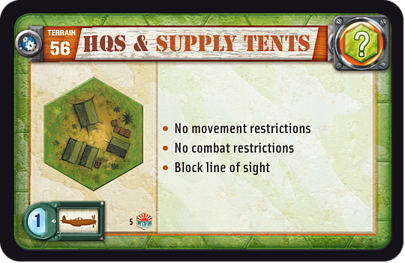 TERRAIN
56
HQS & SUPPLY TENTS
?
• No movement restrictions
• No combat restrictions
• Block line of sight
1
5